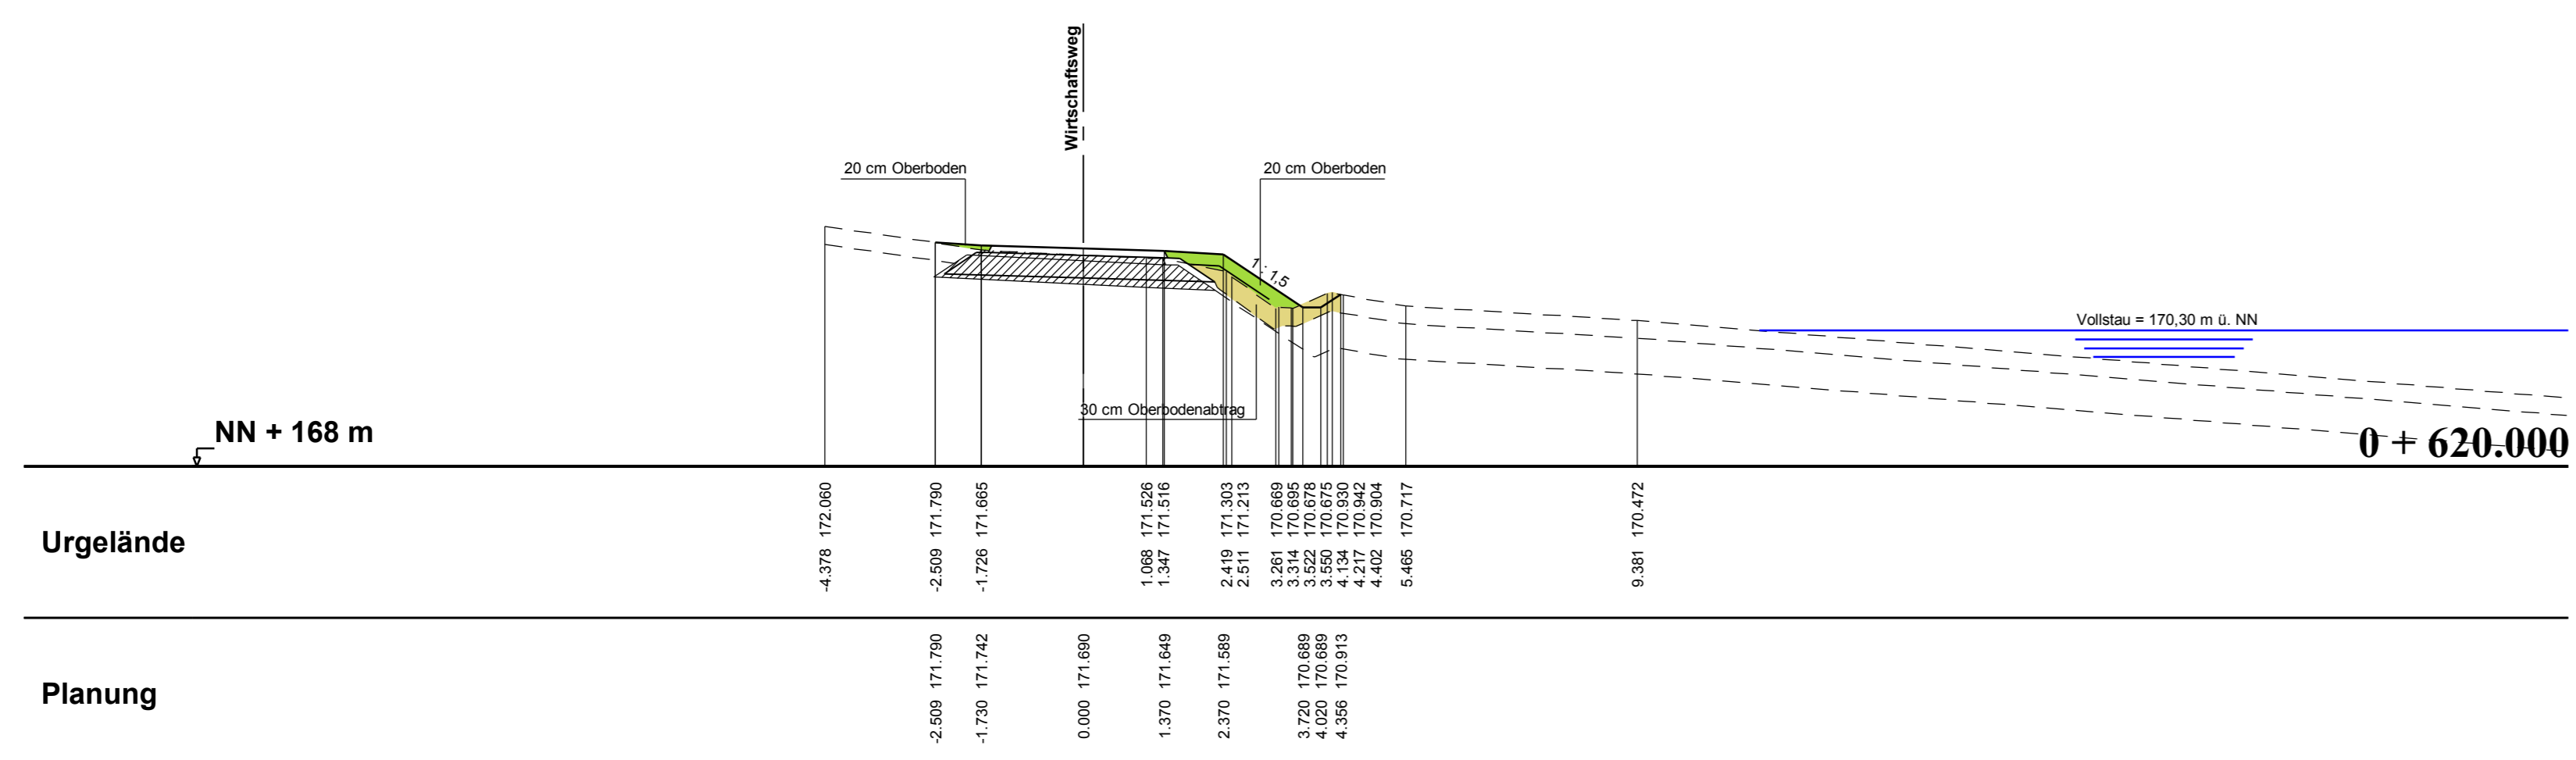 Wirtschaftsweg
20 cm Oberboden
20 cm Oberboden
1 : 1,5
Vollstau = 170,30 m ü. NN
30 cm Oberbodenabtrag
NN + 168 m
0 + 620.000
Urgelände
-4.378 172.060
-2.509 171.790
-1.726 171.665
1.068 171.526
1.347 171.516
2.419 171.303
2.511 171.213
3.261 170.669
3.314 170.695
3.522 170.678
3.550 170.675
4.134 170.930
4.217 170.942
4.402 170.904
5.465 170.717
9.381 170.472
Planung
-2.509 171.790
-1.730 171.742
0.000 171.690
1.370 171.649
2.370 171.589
3.720 170.689
4.020 170.689
4.356 170.913